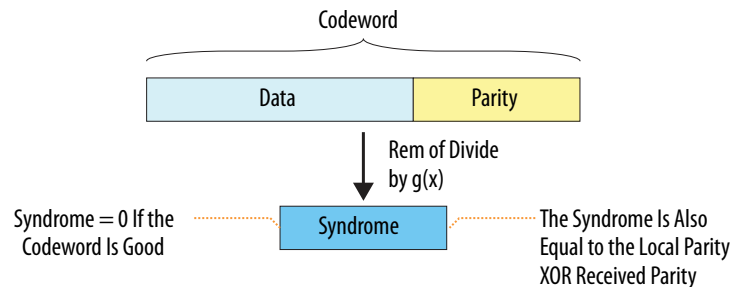 Codeword
Data
Parity
Rem of Divide
by g(x)
Syndrome = 0 If the
Codeword Is Good
Syndrome
The Syndrome Is Also
Equal to the Local Parity
XOR Received Parity